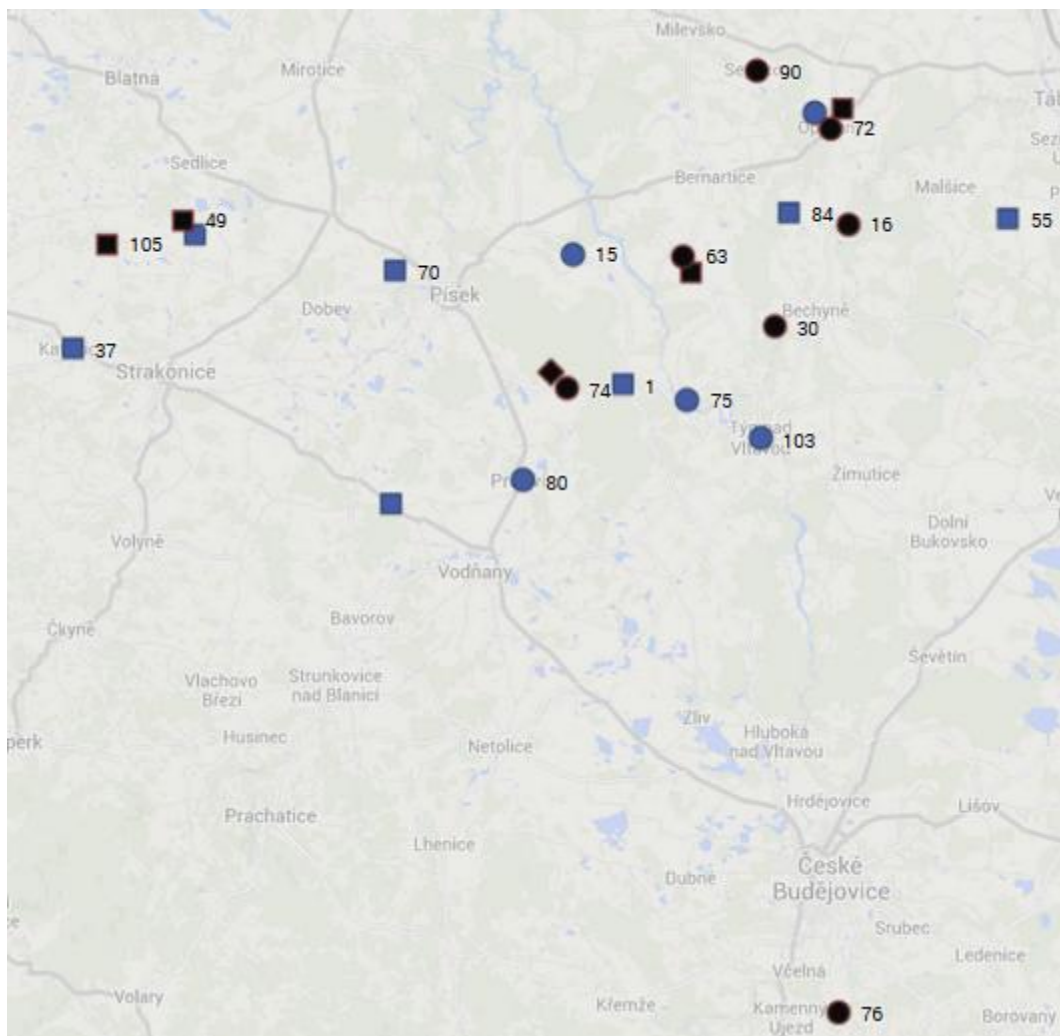 Milevsko
90
Blatná
Mirotice
72
Sedlice
Bernartice
Malšice
49
84
16
55
105
15
63
70
Písek
Dobev
Bechyně
30
37
Strakonice
74
1
75
Týn nad
Vltavou
103
80
Žimutice
Volyně
Dolní
Bukovsko
Vodňany
Bavorov
Čkyně
Ševětín
Vlachovo
Březí
Strunkovice
nad Blanicí
Husinec
Zliv
Netolice
Hluboká
nad Vltavou
Prachatice
Hrdějovice
Lišov
Lhenice
České
Budějovice
Dubné
Srubec
Ledenice
Včelná
Volary
Křemže
Kamenný
Újezd
76
Borovany